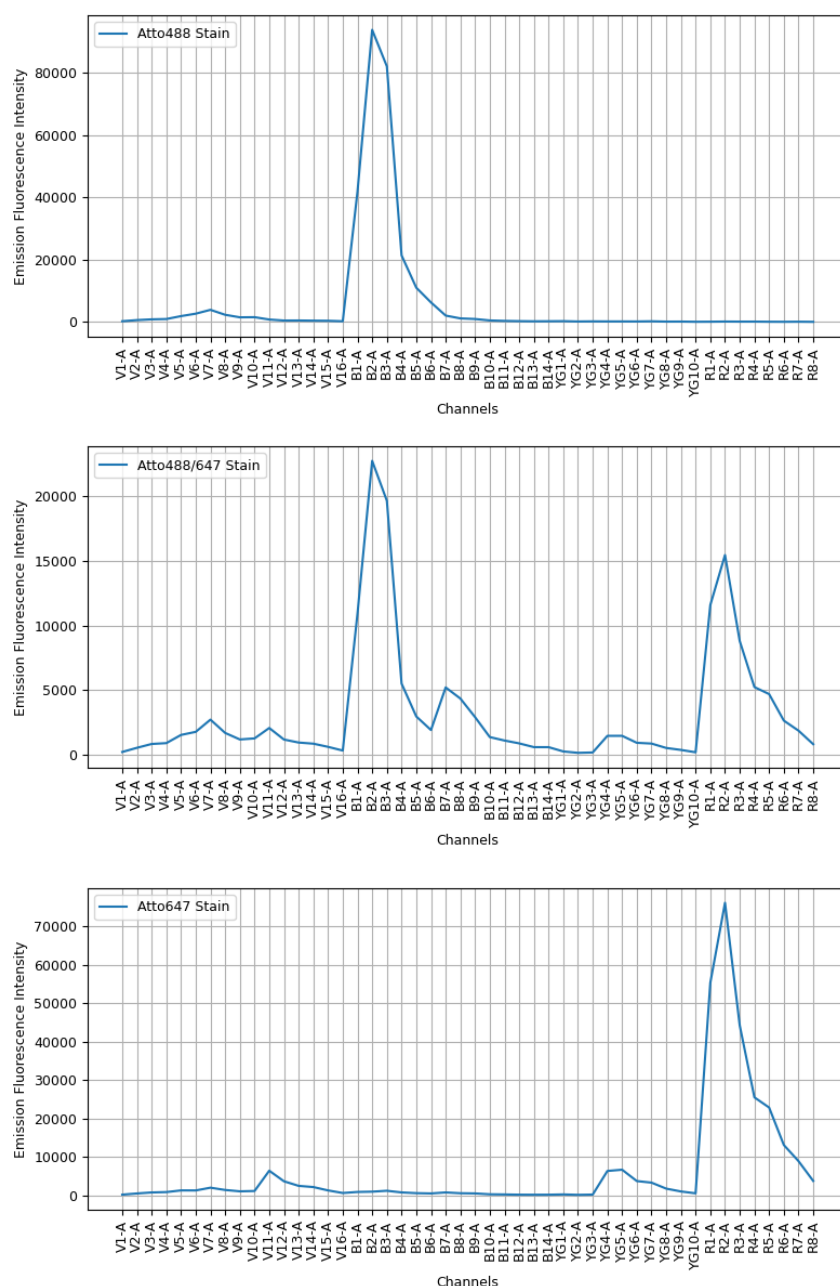 Atto488 Stain
Emission Fluorescence Intensity
80000
60000
40000
20000
0
V1-A V2-A V3-A V4-A V5-A V6-A V7-A V8-A V9-A V10-A V11-A V12-A V13-A V14-A V15-A V16-A B1-A B2-A B3-A B4-A B5-A B6-A B7-A B8-A B9-A B10-A B11-A B12-A B13-A B14-A YG1-A YG2-A YG3-A YG4-A YG5-A YG6-A YG7-A YG8-A YG9-A YG10-A R1-A R2-A R3-A R4-A R5-A R6-A R7-A R8-A
Channels
Atto488/647 Stain
Emission Fluorescence Intensity
20000
15000
10000
5000
0
V1-A V2-A V3-A V4-A V5-A V6-A V7-A V8-A V9-A V10-A V11-A V12-A V13-A V14-A V15-A V16-A B1-A B2-A B3-A B4-A B5-A B6-A B7-A B8-A B9-A B10-A B11-A B12-A B13-A B14-A YG1-A YG2-A YG3-A YG4-A YG5-A YG6-A YG7-A YG8-A YG9-A YG10-A R1-A R2-A R3-A R4-A R5-A R6-A R7-A R8-A
Channels
Atto647 Stain
Emission Fluorescence Intensity
70000
60000
50000
40000
30000
20000
10000
0
V1-A V2-A V3-A V4-A V5-A V6-A V7-A V8-A V9-A V10-A V11-A V12-A V13-A V14-A V15-A V16-A B1-A B2-A B3-A B4-A B5-A B6-A B7-A B8-A B9-A B10-A B11-A B12-A B13-A B14-A YG1-A YG2-A YG3-A YG4-A YG5-A YG6-A YG7-A YG8-A YG9-A YG10-A R1-A R2-A R3-A R4-A R5-A R6-A R7-A R8-A
Channels